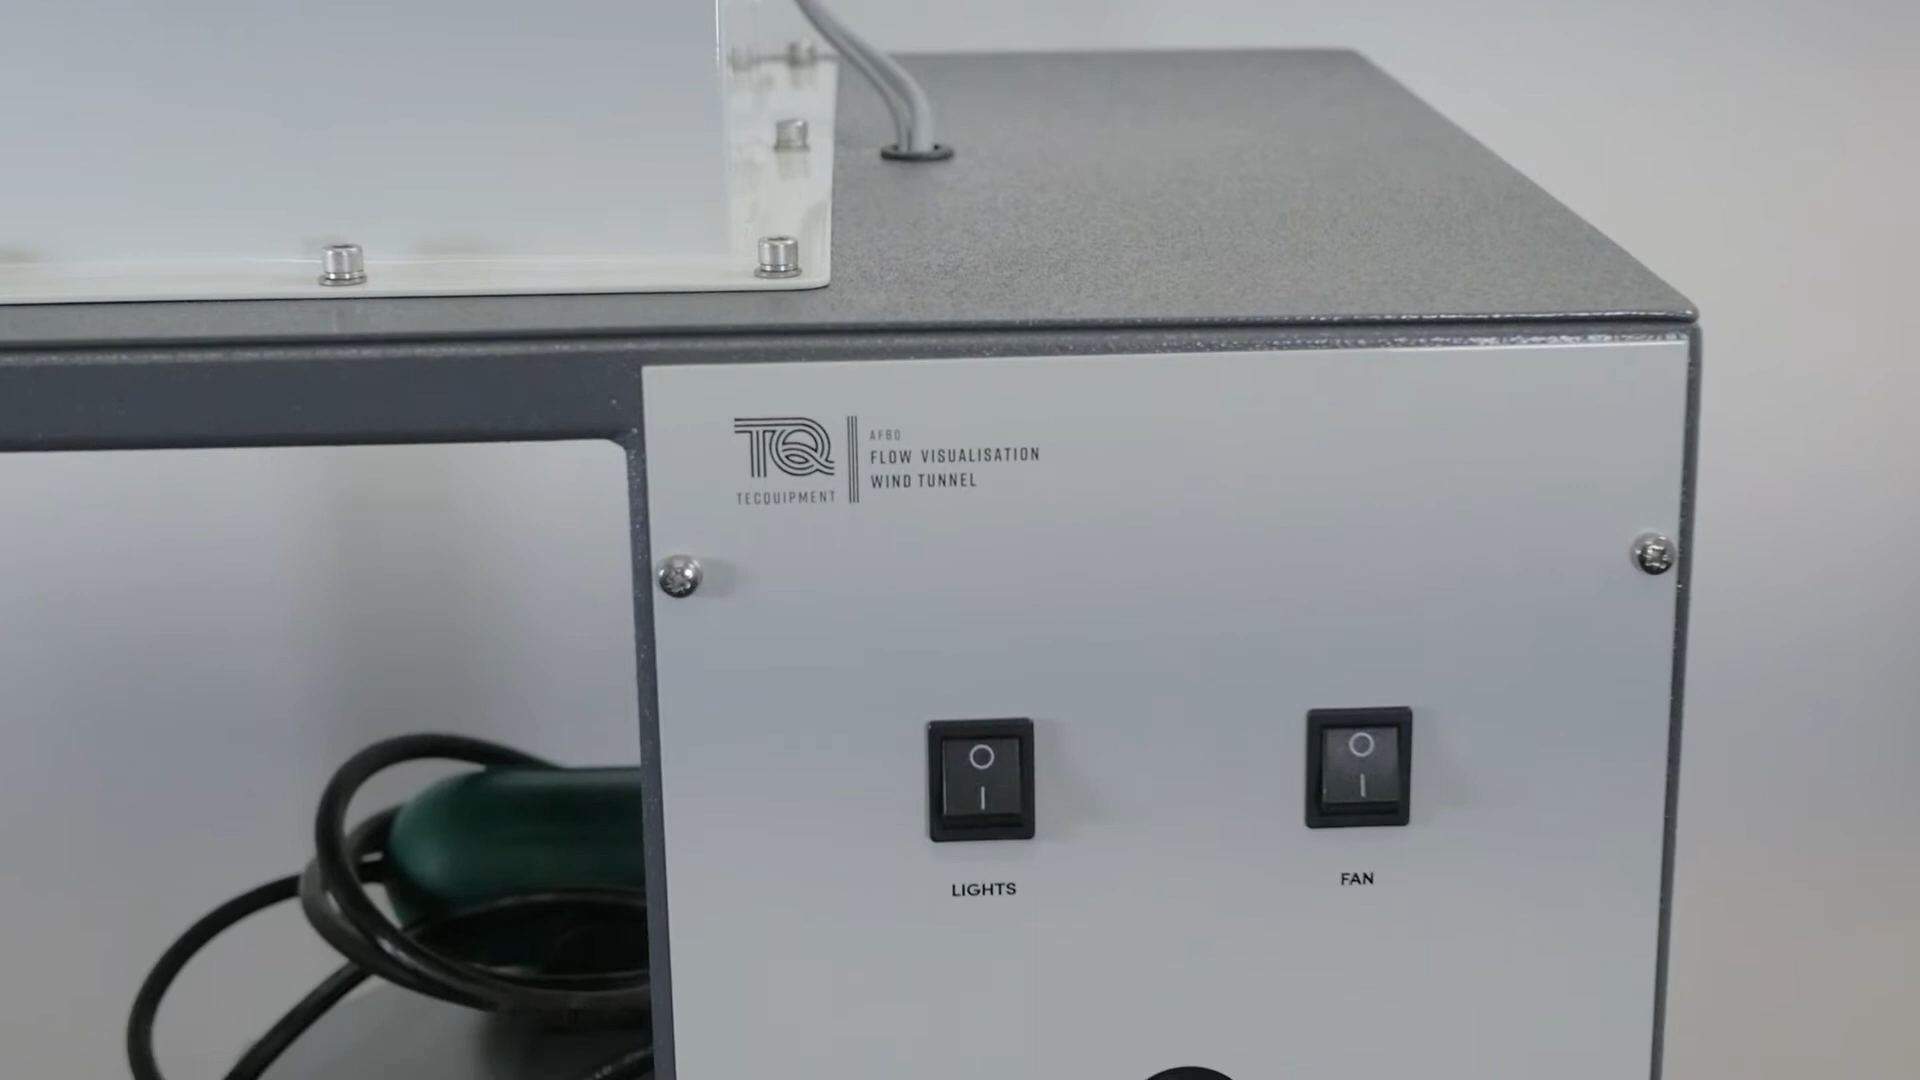 TQ
TECQUIPMENT
AF80
FLOW VISUALISATION
WIND TUNNEL
LIGHTS
FAN